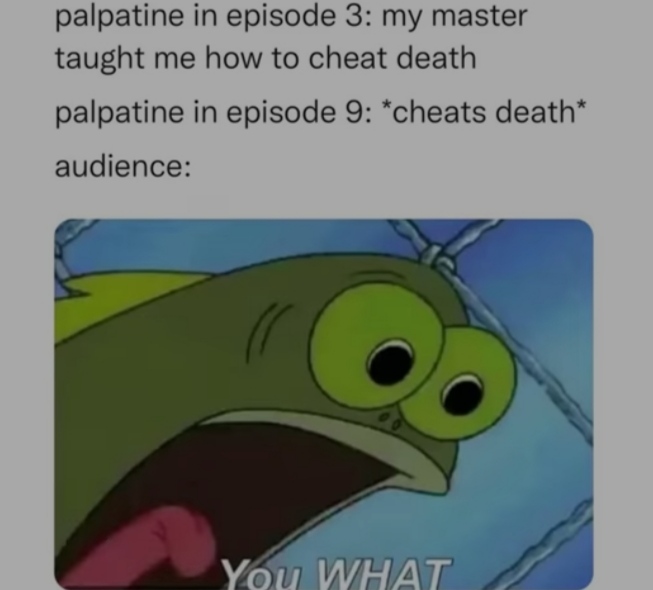 palpatine in episode 3: my master
taught me how to cheat death
palpatine in episode 9: *cheats death*
audience:
You WHAT